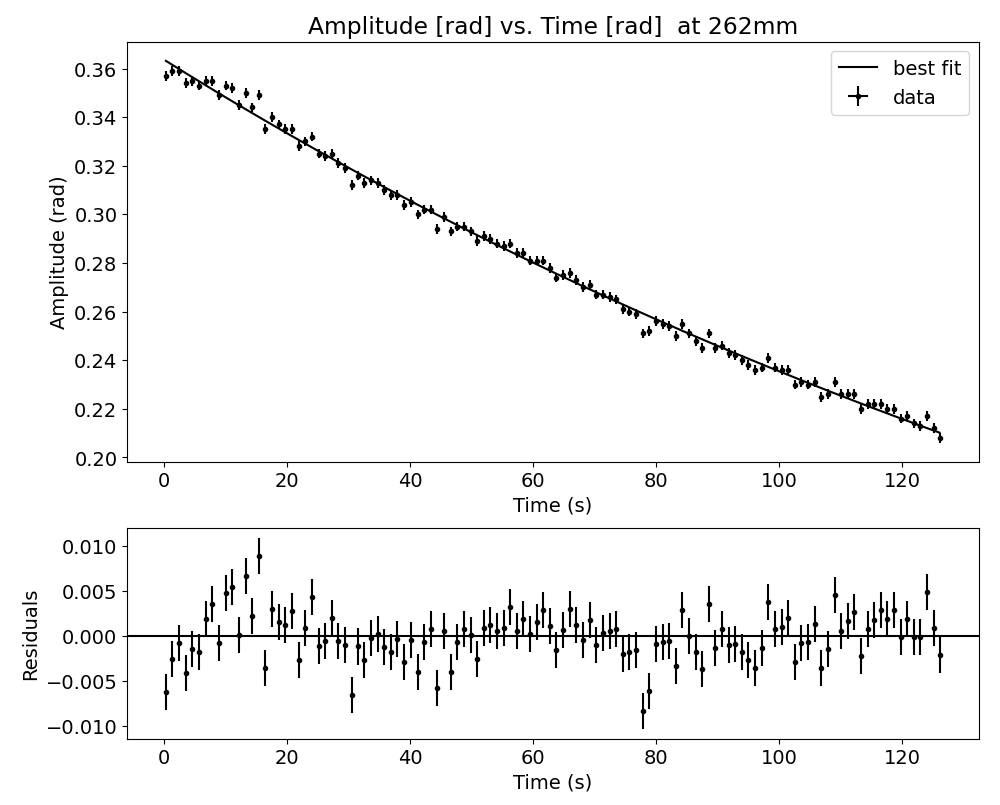 Amplitude [rad] vs. Time [rad]  at 262mm
best fit
data
Amplitude (rad)
0.36
0.34
0.32
0.30
0.28
0.26
0.24
0.22
0.20
0 20 40 60 80 100 120
Time (s)
Residuals
0.010
0.005
0.000
−0.005
−0.010
0 20 40 60 80 100 120
Time (s)